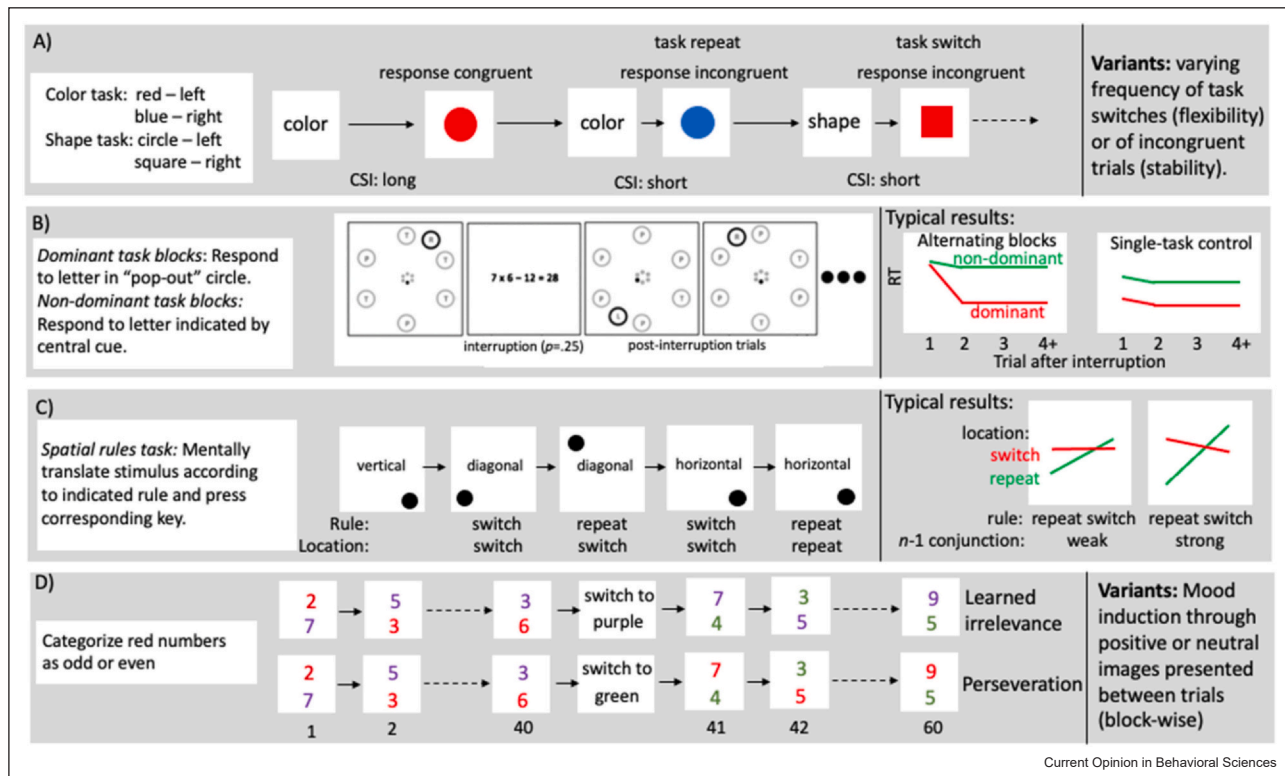 A)
Color task: red – left
blue – right
Shape task: circle – left
square – right
task repeat
task switch
response congruent
response incongruent
response incongruent
color
color
shape
CSI: long
CSI: short
CSI: short
Variants: varying
frequency of task
switches (flexibility)
or of incongruent
trials (stability).
B)
Dominant task blocks: Respond
to letter in “pop-out” circle.
Non-dominant task blocks:
Respond to letter indicated by
central cue.
T
R
P
T
T
T
P
7 x 6 – 12 = 28
P
P
T
P
P
L
P
R
P
P
T
P
P
T
interruption (p=.25)
post-interruption trials
Typical results:
Alternating blocks
Single-task control
non-dominant
RT
dominant
1 2 3 4+
1 2 3 4+
Trial after interruption
C)
Spatial rules task: Mentally
translate stimulus according
to indicated rule and press
corresponding key.
vertical
diagonal
diagonal
horizontal
horizontal
Rule: switch repeat switch repeat
Location: switch switch switch repeat
Typical results:
location:
switch
repeat
rule: repeat switch repeat switch
n-1 conjunction: weak strong
D)
Categorize red numbers
as odd or even
2 5 3 switch to 7 3 9 Learned
7 3 6 purple 4 5 5 irrelevance
2 5 3 switch to 7 3 9 Perseveration
7 3 6 green 4 5 5
1 2 40 41 42 60
Variants: Mood
induction through
positive or neutral
images presented
between trials
(block-wise)
Current Opinion in Behavioral Sciences